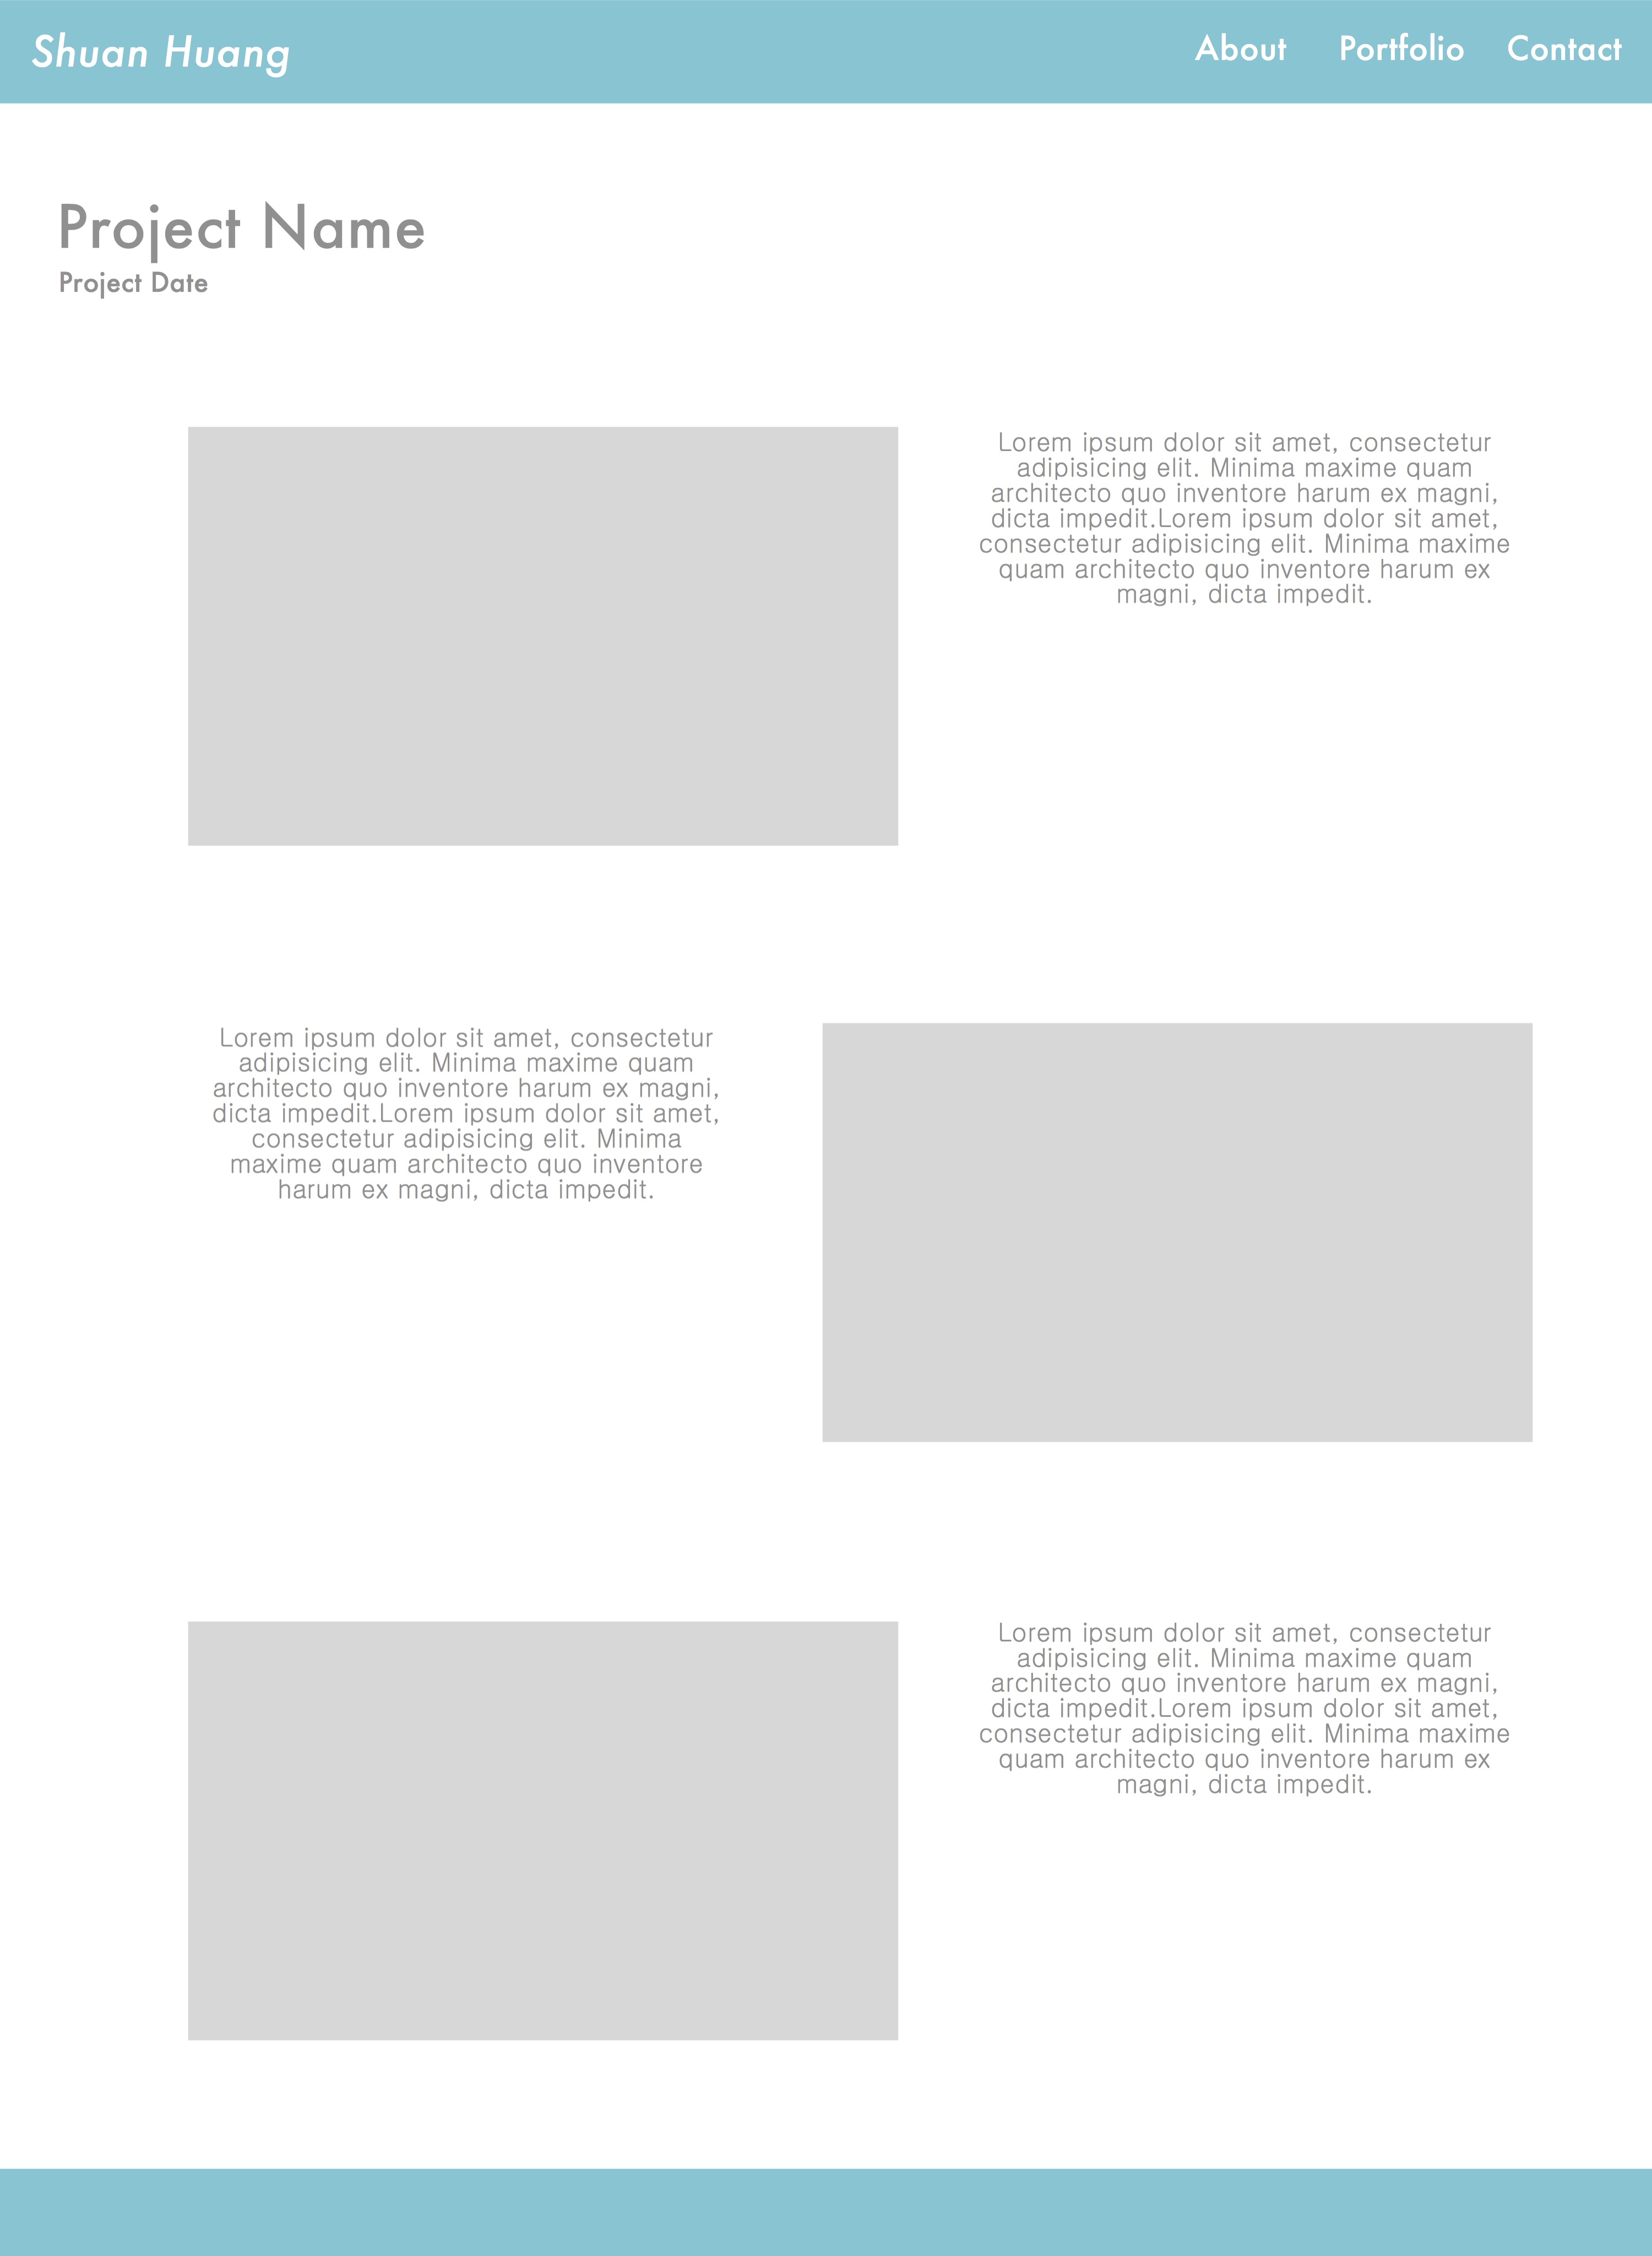 Shuan Huang
About Portfolio Contact
Project Name
Project Date
Lorem ipsum dolor sit amet, consectetur
adipisicing elit. Minima maxime quam
architecto quo inventore harum ex magni,
dicta impedit.Lorem ipsum dolor sit amet,
consectetur adipisicing elit. Minima maxime
quam architecto quo inventore harum ex
magni, dicta impedit.
Lorem ipsum dolor sit amet, consectetur
adipisicing elit. Minima maxime quam
architecto quo inventore harum ex magni,
dicta impedit.Lorem ipsum dolor sit amet,
consectetur adipisicing elit. Minima
maxime quam architecto quo inventore
harum ex magni, dicta impedit.
Lorem ipsum dolor sit amet, consectetur
adipisicing elit. Minima maxime quam
architecto quo inventore harum ex magni,
dicta impedit.Lorem ipsum dolor sit amet,
consectetur adipisicing elit. Minima maxime
quam architecto quo inventore harum ex
magni, dicta impedit.